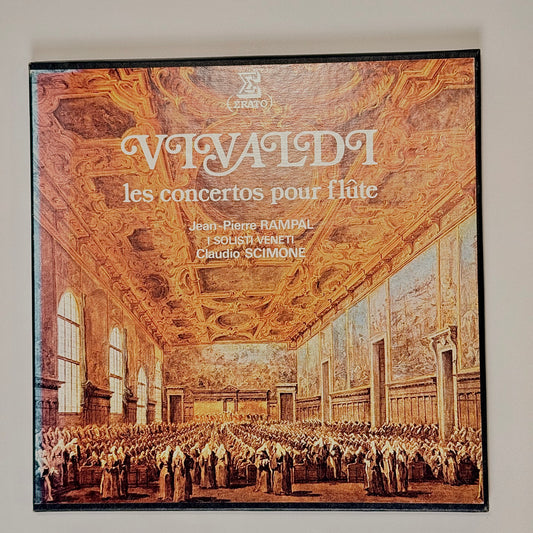 ERATO
VIVALDI
les concertos pour flûte
Jean-Pierre RAMPAL
I SOLISTI VENETI
Claudio SCIMONE